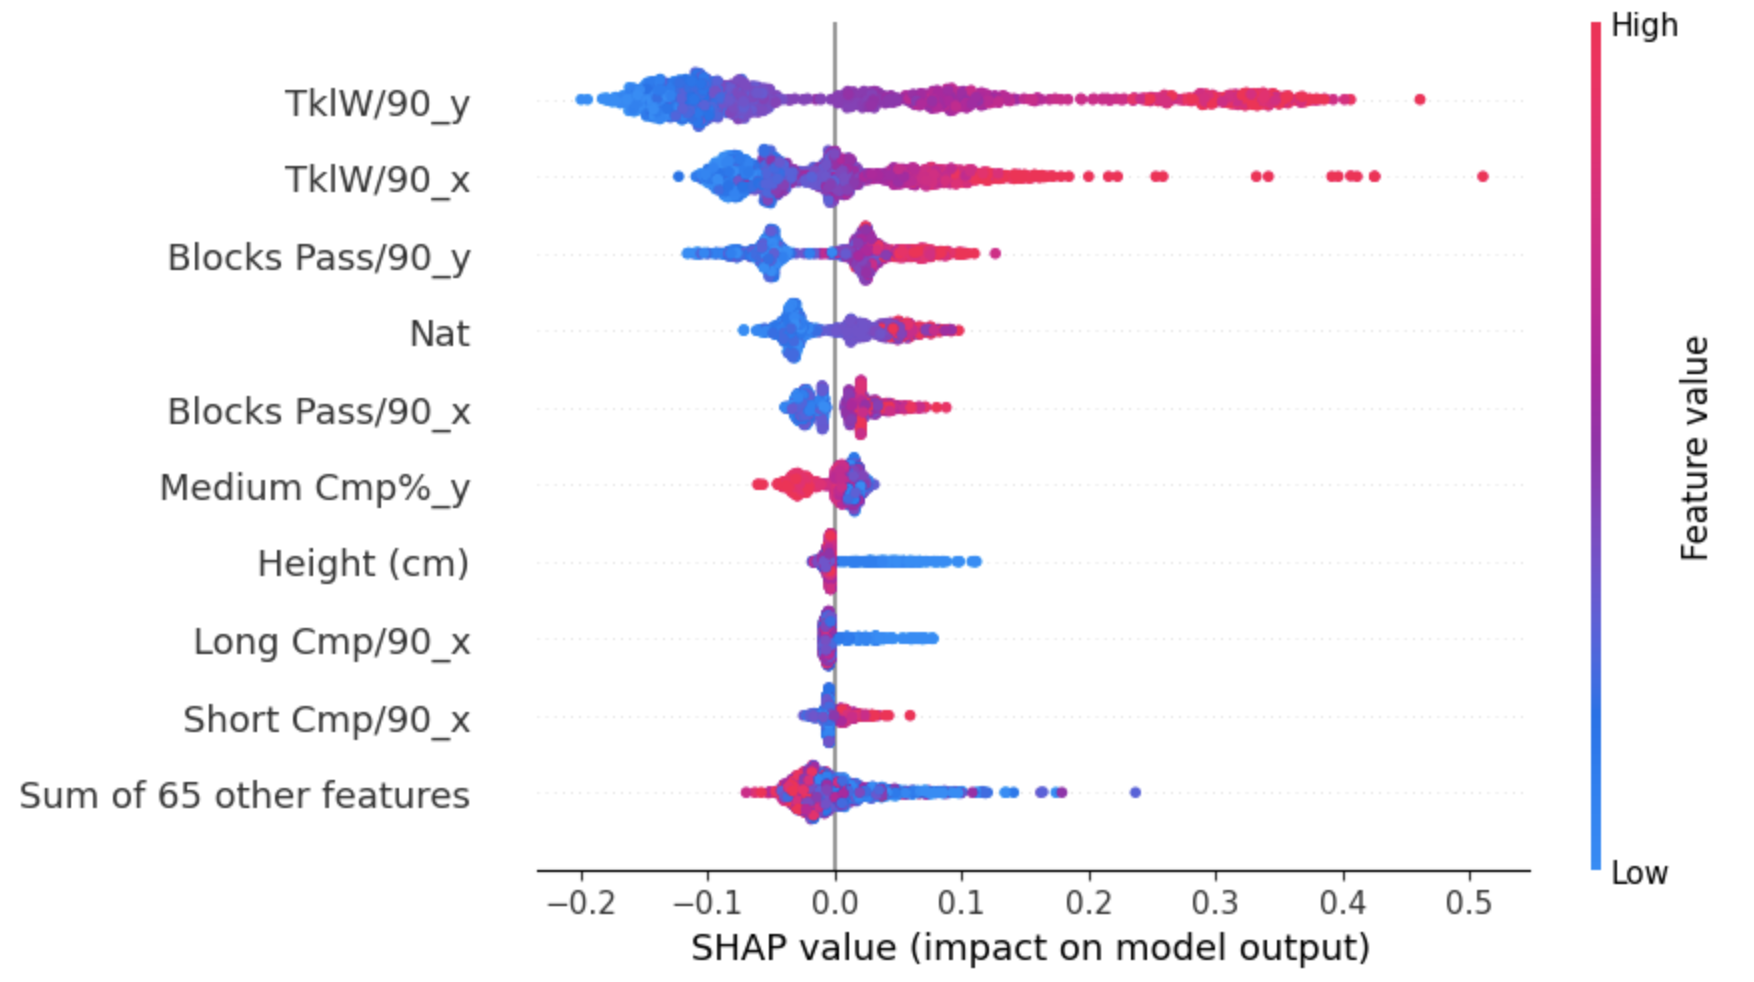 High
TklW/90_y
TklW/90_x
Blocks Pass/90_y
Nat
Blocks Pass/90_x
Medium Cmp%_y
Height (cm)
Long Cmp/90_x
Short Cmp/90_x
Sum of 65 other features
Feature value
Low
−0.2 −0.1 0.0 0.1 0.2 0.3 0.4 0.5
SHAP value (impact on model output)